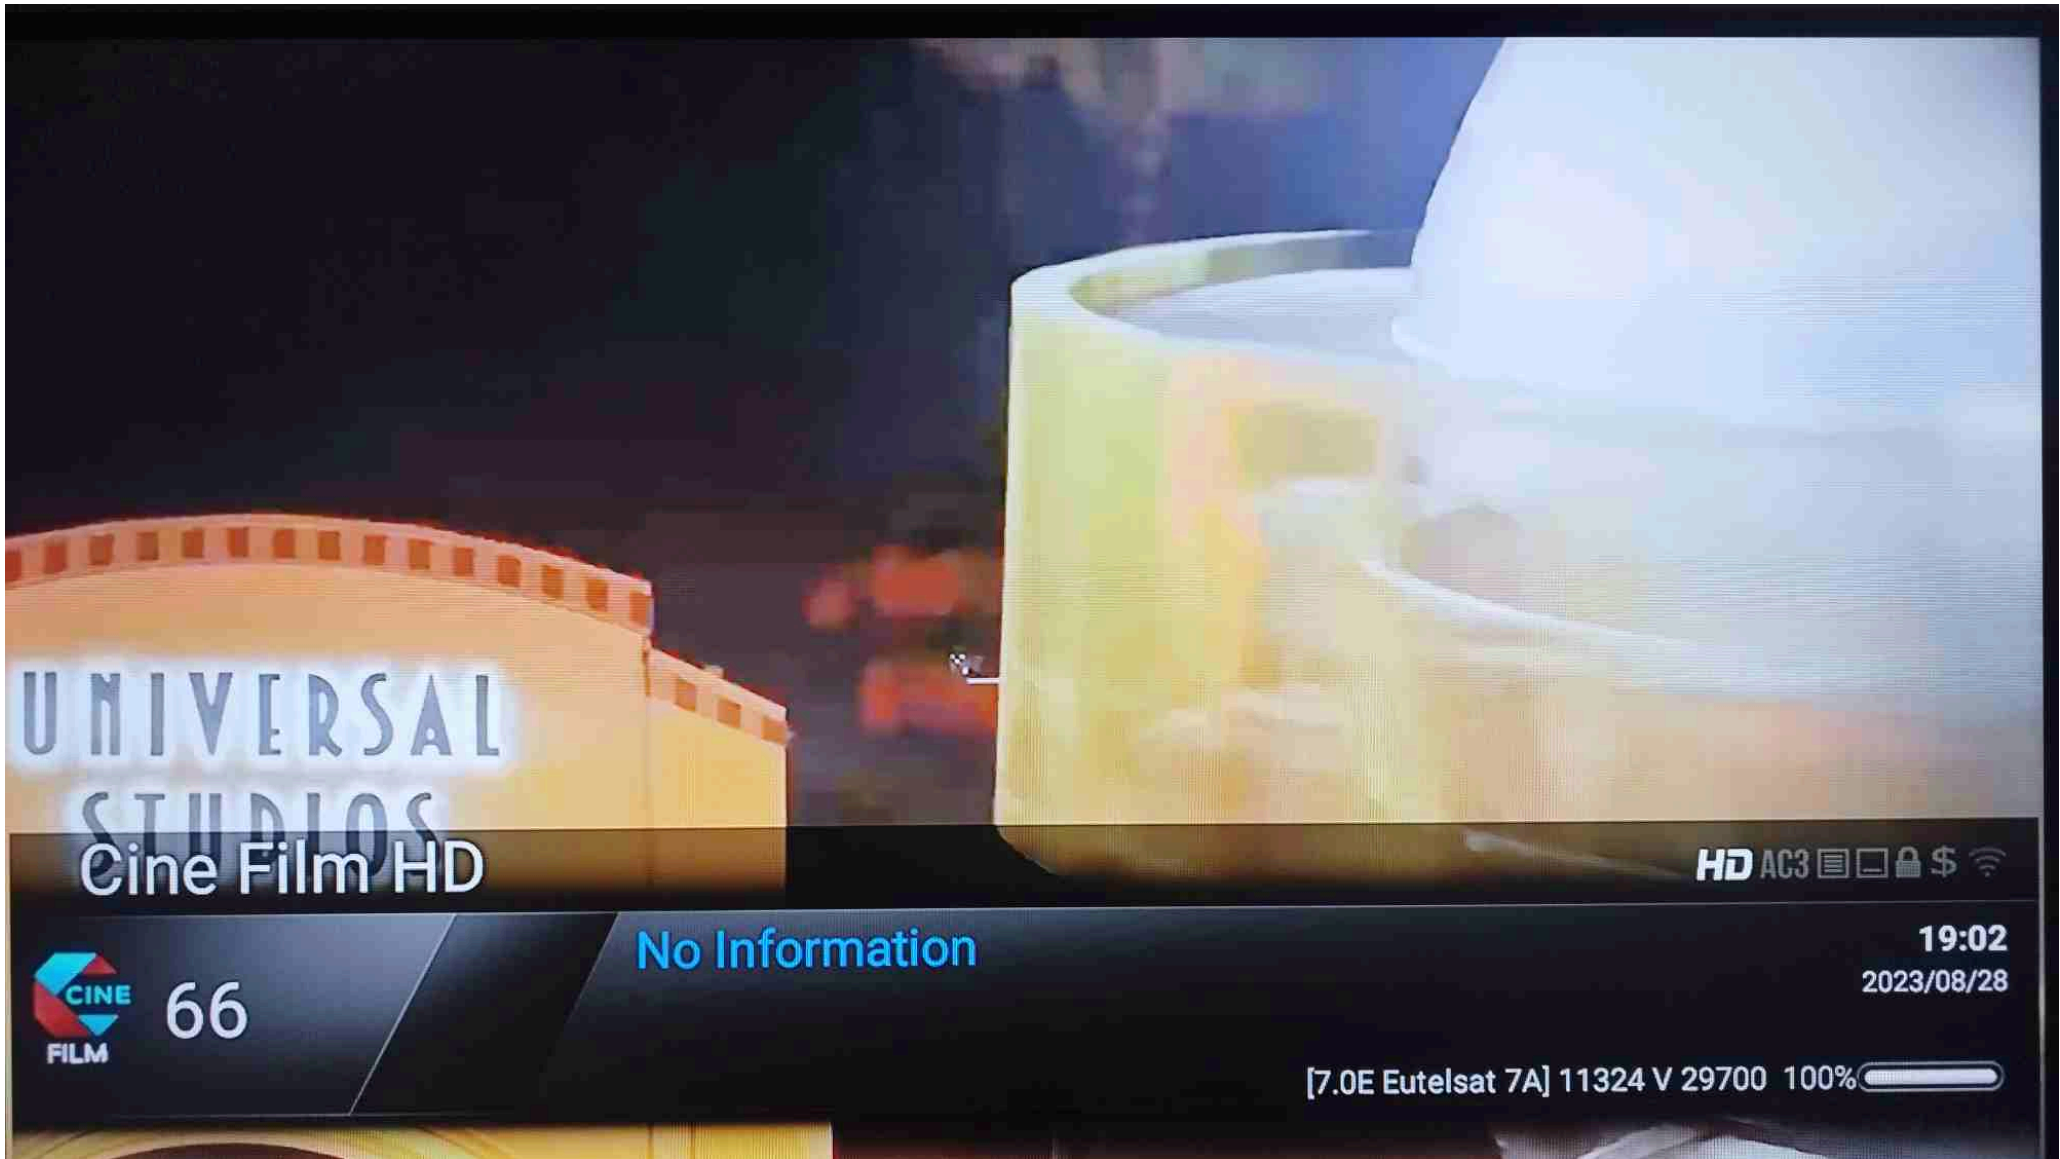 UNIVERSAL
STUDIOS
Cine Film HD
HD AC3 $
CINE
FILM
66
No Information
19:02
2023/08/28
[7.0E Eutelsat 7A] 11324 V 29700 100%